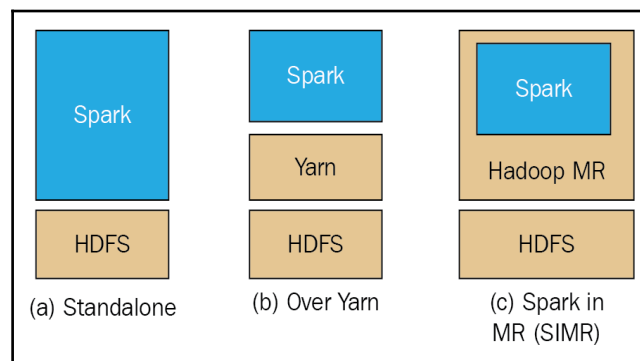 Spark
HDFS
(a) Standalone
Spark
Yarn
HDFS
(b) Over Yarn
Spark
Hadoop MR
HDFS
(c) Spark in
MR (SIMR)